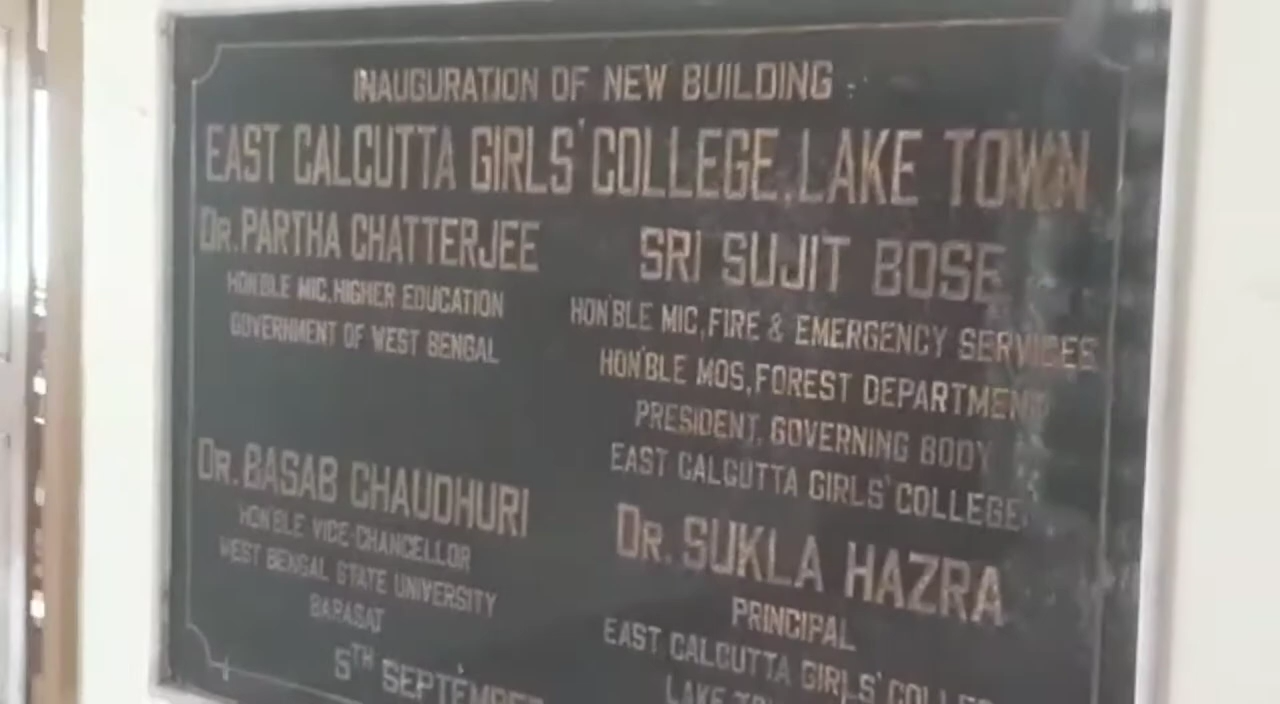 INAUGURATION OF NEW BUILDING
EAST CALCUTTA GIRLS' COLLEGE, LAKE TOWN
DR. PARTHA CHATTERJEE
HON'BLE MIC, HIGHER EDUCATION
GOVERNMENT OF WEST BENGAL
SRI SUJIT BOSE
HON'BLE MIC, FIRE & EMERGENCY SERVICES
HON'BLE MOS, FOREST DEPARTMENT
PRESIDENT, GOVERNING BODY
EAST CALCUTTA GIRLS' COLLEGE
DR. BASAB CHAUDHURI
HON'BLE VICE-CHANCELLOR
WEST BENGAL STATE UNIVERSITY
BARASAT
DR. SUKLA HAZRA
PRINCIPAL
EAST CALCUTTA GIRLS'
LAKE
5TH